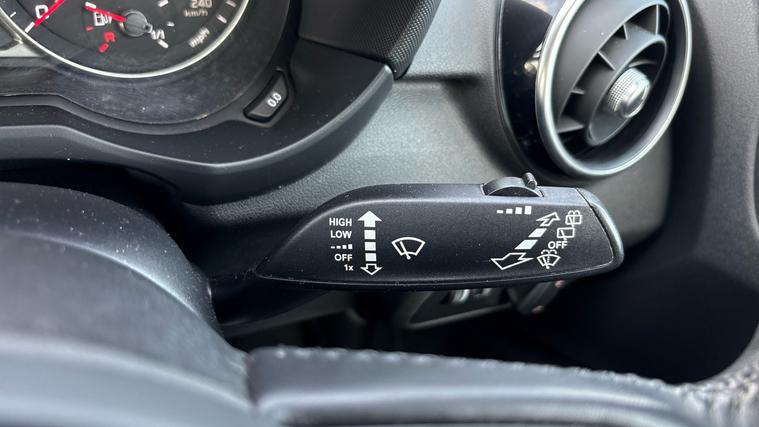 240
km/h
mph
0.0
HIGH
LOW
OFF
1x
OFF